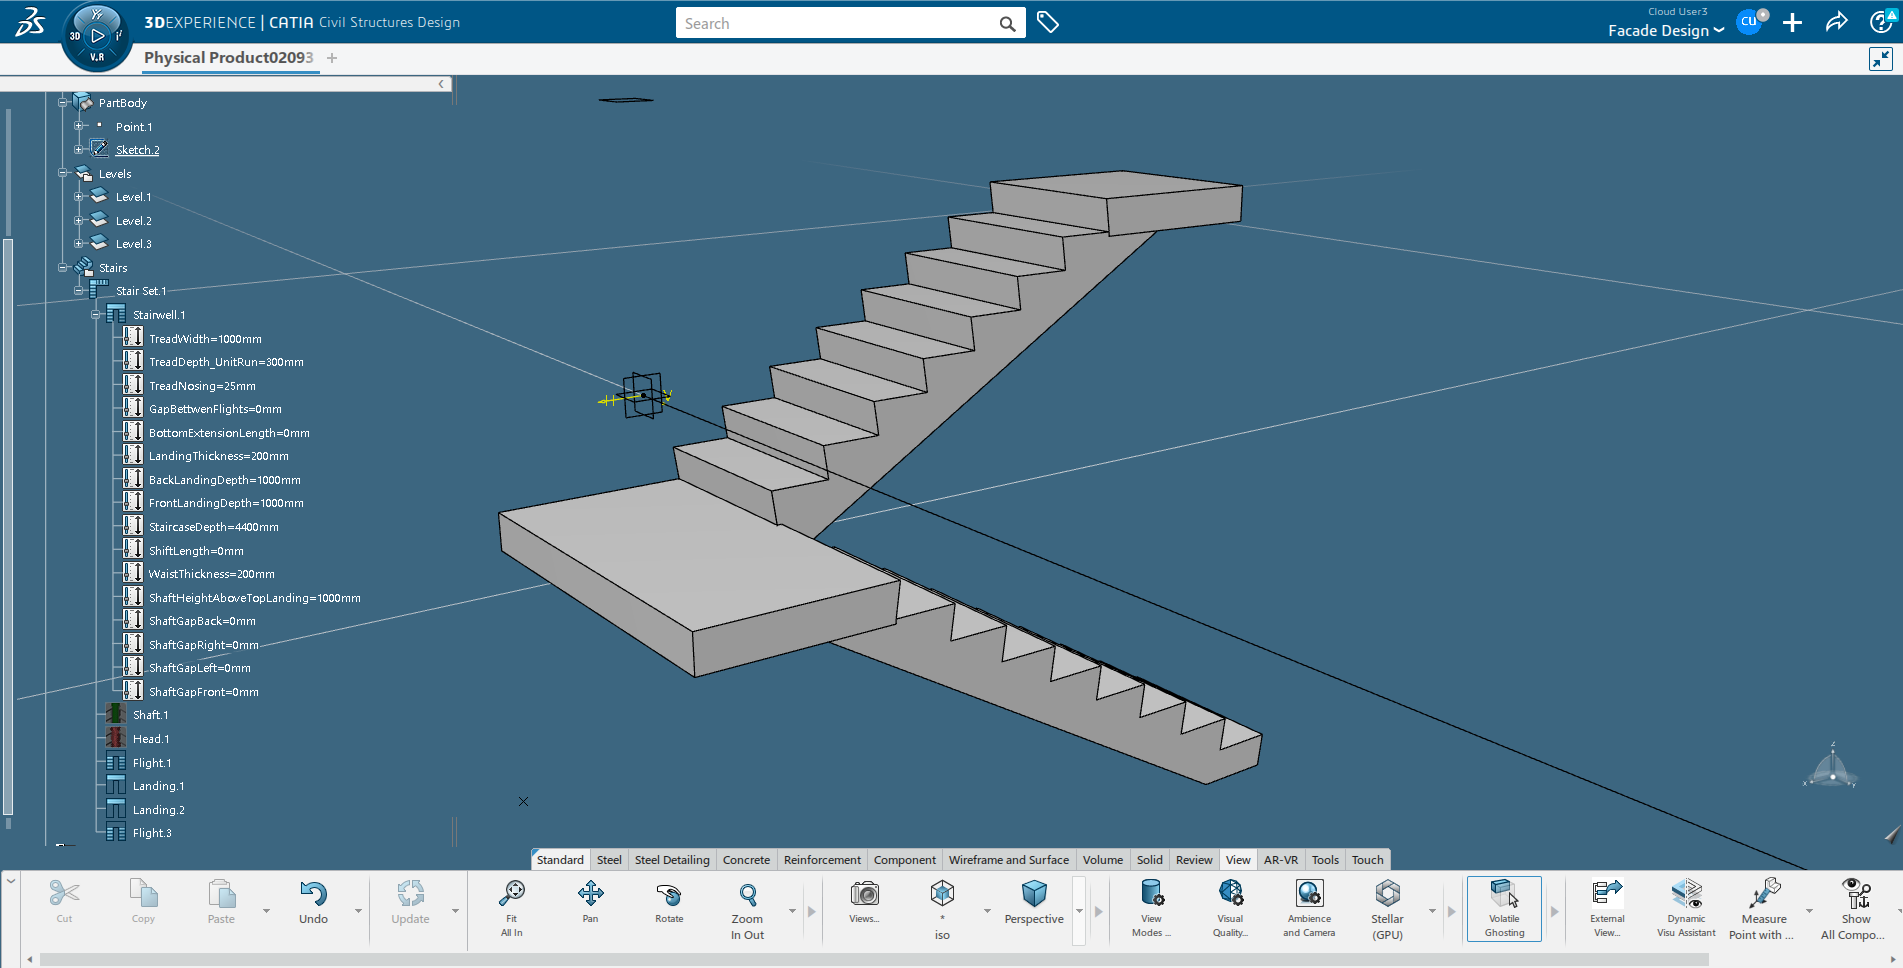 3DEXPERIENCE | CATIA Civil Structures Design
Search
Cloud User3
Facade Design
CU
3D
V.R
Physical Product02093
PartBody
Point.1
Sketch.2
Levels
Level.1
Level.2
Level.3
Stairs
Stair Set.1
Stairwell.1
TreadWidth=1000mm
TreadDepth_UnitRun=300mm
TreadNosing=25mm
GapBettwenFlights=0mm
BottomExtensionLength=0mm
LandingThickness=200mm
BackLandingDepth=1000mm
FrontLandingDepth=1000mm
StaircaseDepth=4400mm
ShiftLength=0mm
WaistThickness=200mm
ShaftHeightAboveTopLanding=1000mm
ShaftGapBack=0mm
ShaftGapRight=0mm
ShaftGapLeft=0mm
ShaftGapFront=0mm
Shaft.1
Head.1
Flight.1
Landing.1
Landing.2
Flight.3
H
V
z
x
y
Standard Steel Steel Detailing Concrete Reinforcement Component Wireframe and Surface Volume Solid Review View AR-VR Tools Touch
Cut
Copy
Paste
Undo
Update
Fit
All In
Pan
Rotate
Zoom
In Out
Views...
*
iso
Perspective
View
Modes ...
Visual
Quality...
Ambience
and Camera
Stellar
(GPU)
Volatile
Ghosting
External
View...
Dynamic
Visu Assistant
Measure
Point with ...
Show
All Compo...